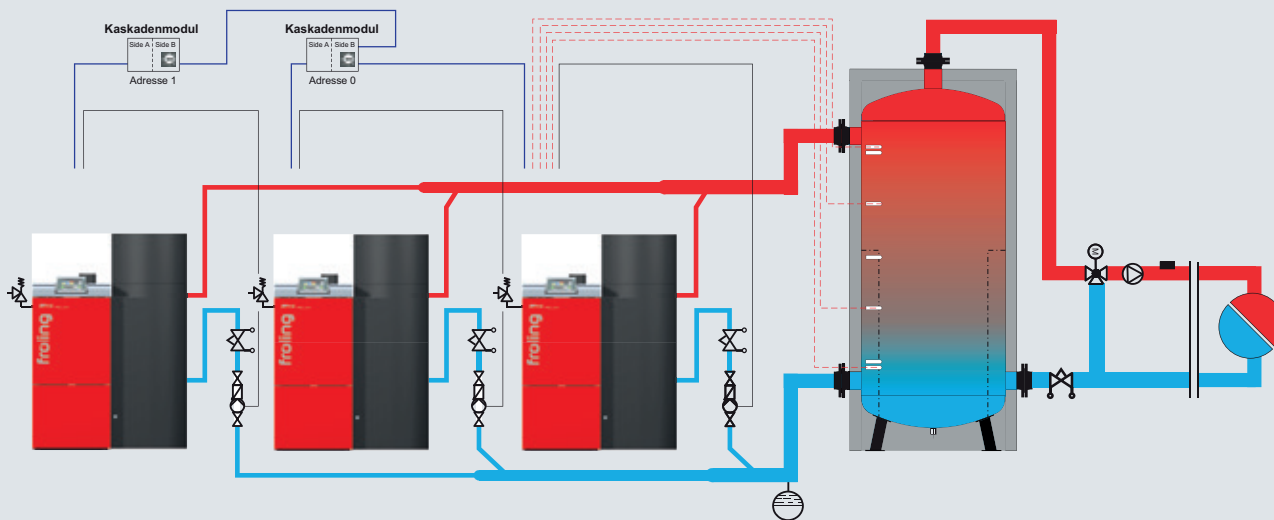 Kaskadenmodul
Side A
Side B
Adresse 1
Kaskadenmodul
Side A
Side B
Adresse 0
froling
froling
froling
M